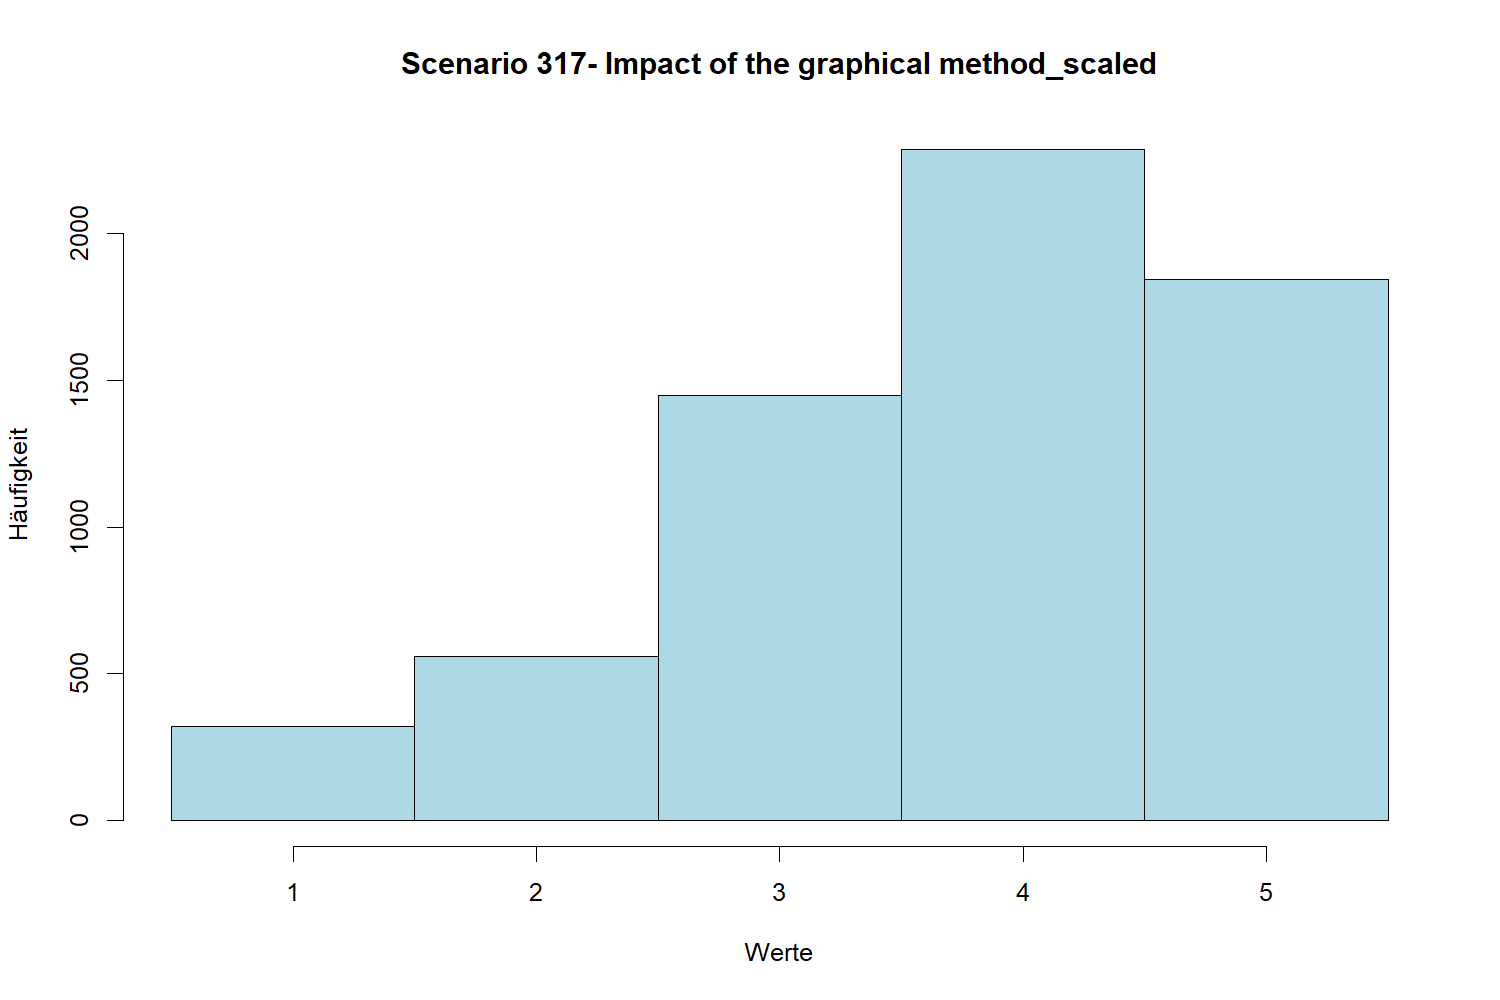 Scenario 317- Impact of the graphical method_scaled
Häufigkeit
2000
1500
1000
500
0
1 2 3 4 5
Werte